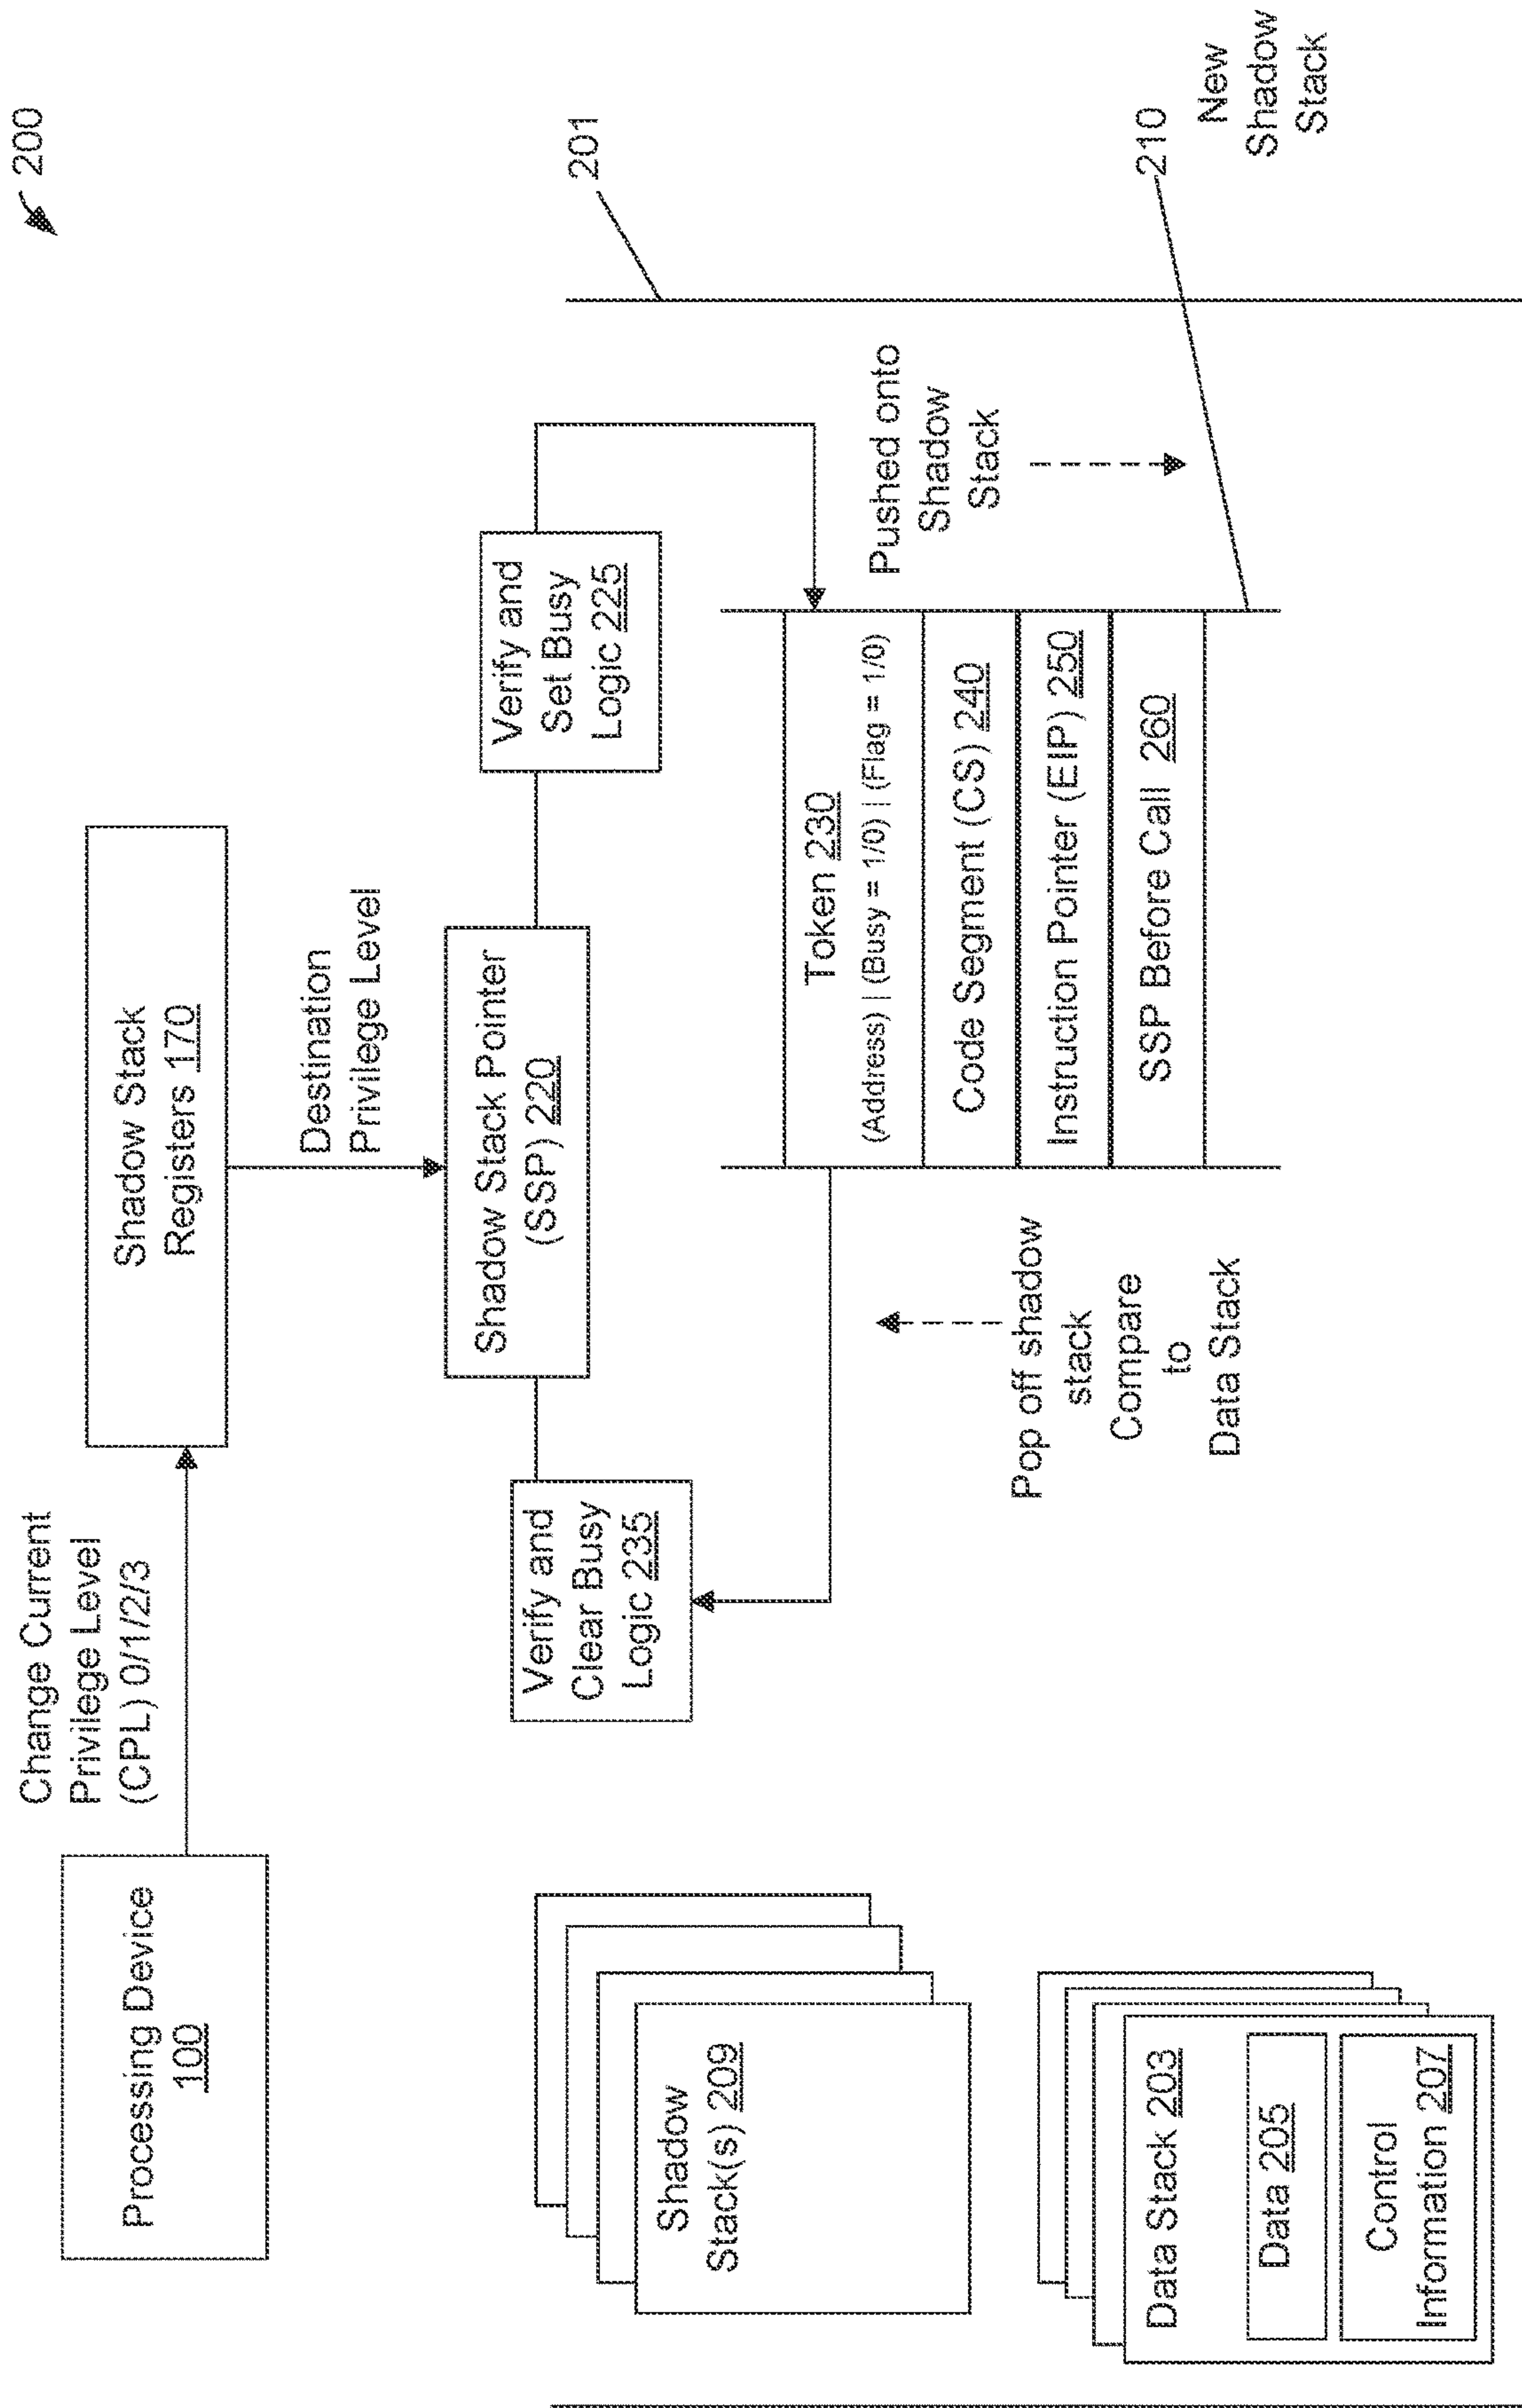 200
Change Current
Privilege Level
(CPL) 0/1/2/3
Processing Device
100
Shadow Stack
Registers 170
Destination
Privilege Level
Shadow Stack Pointer
(SSP) 220
Verify and
Clear Busy
Logic 235
Verify and
Set Busy
Logic 225
201
Shadow
Stack(s) 209
Token 230
(Address) | (Busy = 1/0) | (Flag = 1/0)
Code Segment (CS) 240
Instruction Pointer (EIP) 250
SSP Before Call 260
Pushed onto
Shadow
Stack
Pop off shadow
stack
Compare
to
Data Stack
210
New
Shadow
Stack
Data Stack 203
Data 205
Control
Information 207